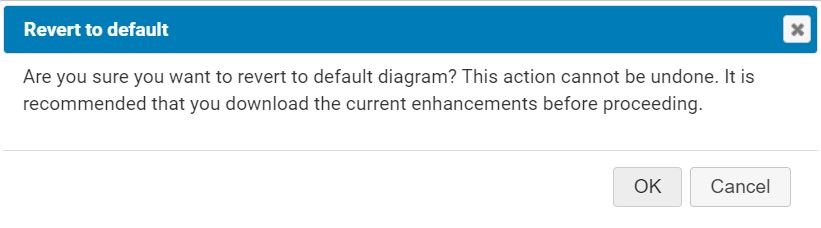 Revert to default
Are you sure you want to revert to default diagram? This action cannot be undone. It is
recommended that you download the current enhancements before proceeding.
OK Cancel